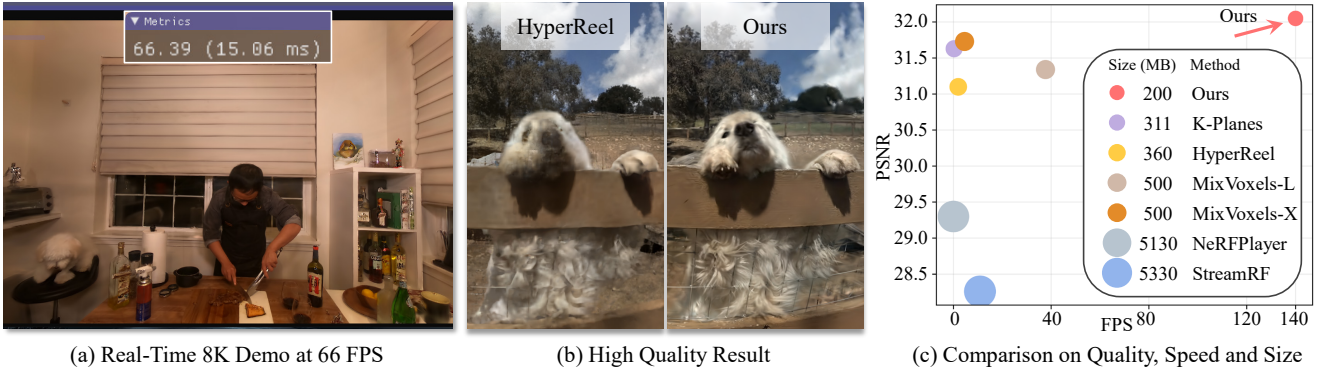 ▼ Metrics
66.39 (15.06 ms)
HyperReel
Ours
32.0
31.5
31.0
30.5
30.0
29.5
29.0
28.5
PSNR
0
40
80
120
140
FPS
Ours
Size (MB) Method
200 Ours
311 K-Planes
360 HyperReel
500 MixVoxels-L
500 MixVoxels-X
5130 NeRFPlayer
5330 StreamRF
(a) Real-Time 8K Demo at 66 FPS
(b) High Quality Result
(c) Comparison on Quality, Speed and Size